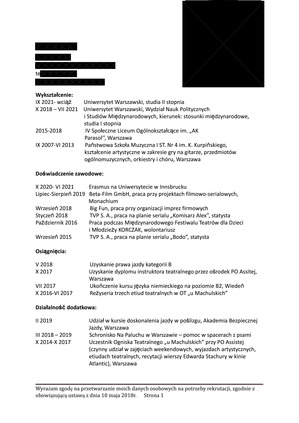 te
Wykształcenie:
IX 2021- wciąż Uniwersytet Warszawski, studia II stopnia
X 2018 – VII 2021 Uniwersytet Warszawski, Wydział Nauk Politycznych
i Studiów Międzynarodowych, kierunek: stosunki międzynarodowe,
studia I stopnia
2015-2018 IV Społeczne Liceum Ogólnokształcące im. „AK
Parasol”, Warszawa
IX 2007-VI 2013 Państwowa Szkoła Muzyczna I ST. Nr 4 im. K. Kurpińskiego,
kształcenie artystyczne w zakresie gry na gitarze, przedmiotów
ogólnomuzycznych, orkiestry i chóru, Warszawa
Doświadczenie zawodowe:
X 2020- VI 2021 Erasmus na Uniwersytecie w Innsbrucku
Lipiec-Sierpień 2019 Beta-Film GmbH, praca przy projektach filmowo-serialowych,
Monachium
Wrzesień 2018 Big Fun, praca przy organizacji imprez firmowych
Styczeń 2018 TVP S. A., praca na planie serialu „Komisarz Alex”, statysta
Październik 2016 Praca podczas Międzynarodowego Festiwalu Teatrów dla Dzieci
i Młodzieży KORCZAK, wolontariusz
Wrzesień 2015 TVP S. A., praca na planie serialu „Bodo”, statysta
Osiągnięcia:
V 2018 Uzyskanie prawa jazdy kategorii B
X 2017 Uzyskanie dyplomu instruktora teatralnego przez ośrodek PO Assitej,
Warszawa
VII 2017 Ukończenie kursu języka niemieckiego na poziomie B2, Wiedeń
X 2016-VI 2017 Reżyseria trzech etiud teatralnych w OT „u Machulskich”
Działalność dodatkowa:
II 2019 Udział w kursie doskonalenia jazdy w poślizgu, Akademia Bezpiecznej
Jazdy, Warszawa
III 2018 – 2019 Schronisko Na Paluchu w Warszawie – pomoc w spacerach z psami
X 2014-X 2017 Uczestnik Ogniska Teatralnego „u Machulskich” przy PO Assitej
(czynny udział w zajęciach weekendowych, wyjazdach artystycznych,
etiudach teatralnych, recytacji wierszy Edwarda Stachury w kinie
Atlantic), Warszawa
Wyrażam zgodę na przetwarzanie moich danych osobowych na potrzeby rekrutacji, zgodnie z
obowiązującą ustawą z dnia 10 maja 2018r. Strona 1